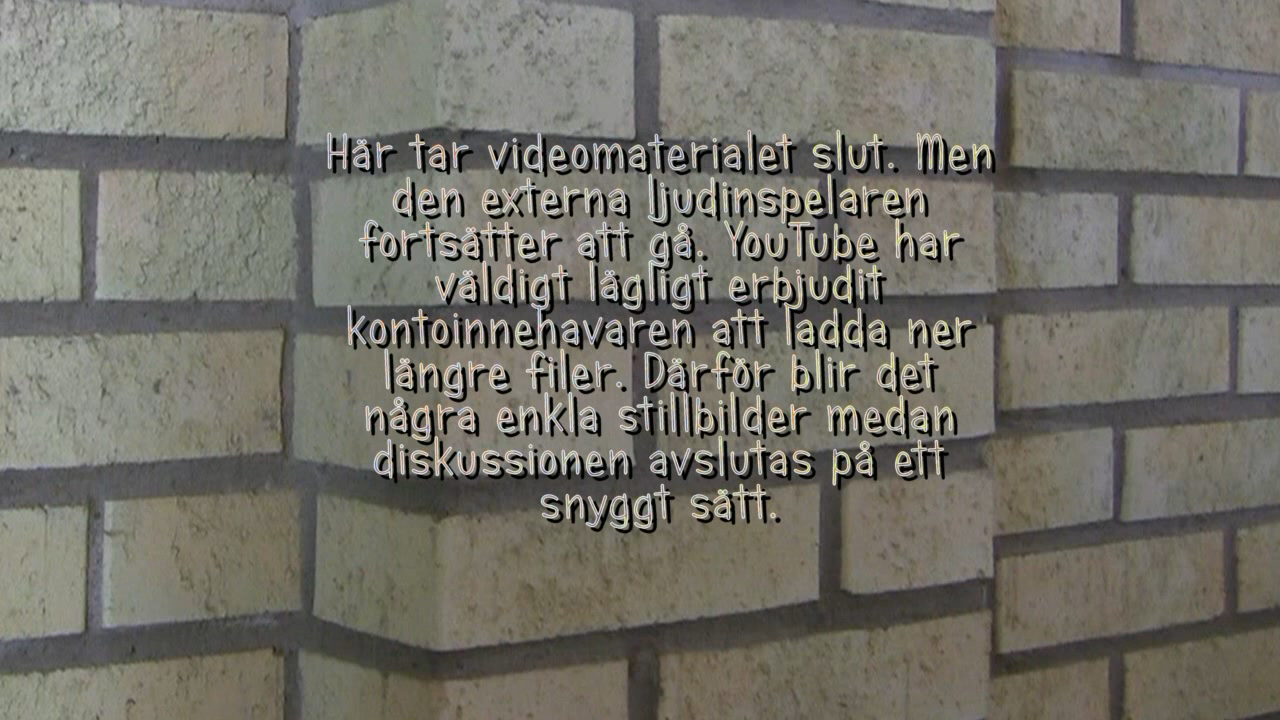 Här tar videomaterialet slut. Men
den externa ljudinspelaren
fortsätter att gå. YouTube har
väldigt lägligt erbjudit
kontoinnehavaren att ladda ner
längre filer. Därför blir det
några enkla stillbilder medan
diskussionen avslutas på ett
snyggt sätt.